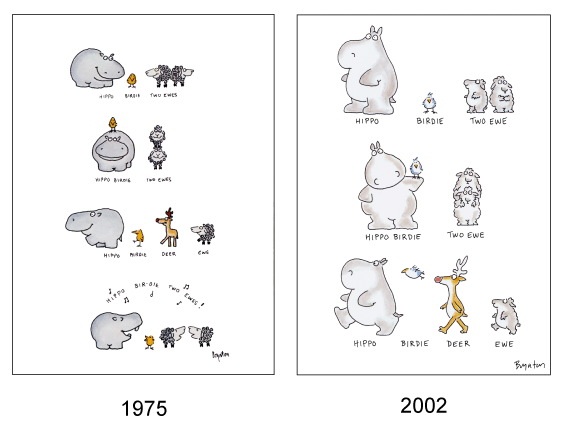 HIPPO BIRDIE TWO EWES
HIPPO BIRDIE TWO EWES
HIPPO BIRDIE DEER EWE
HIPPO BIR-DIE TWO EWES!
Boynton
1975
HIPPO BIRDIE TWO EWE
HIPPO BIRDIE TWO EWE
HIPPO BIRDIE DEER EWE
Boynton
2002